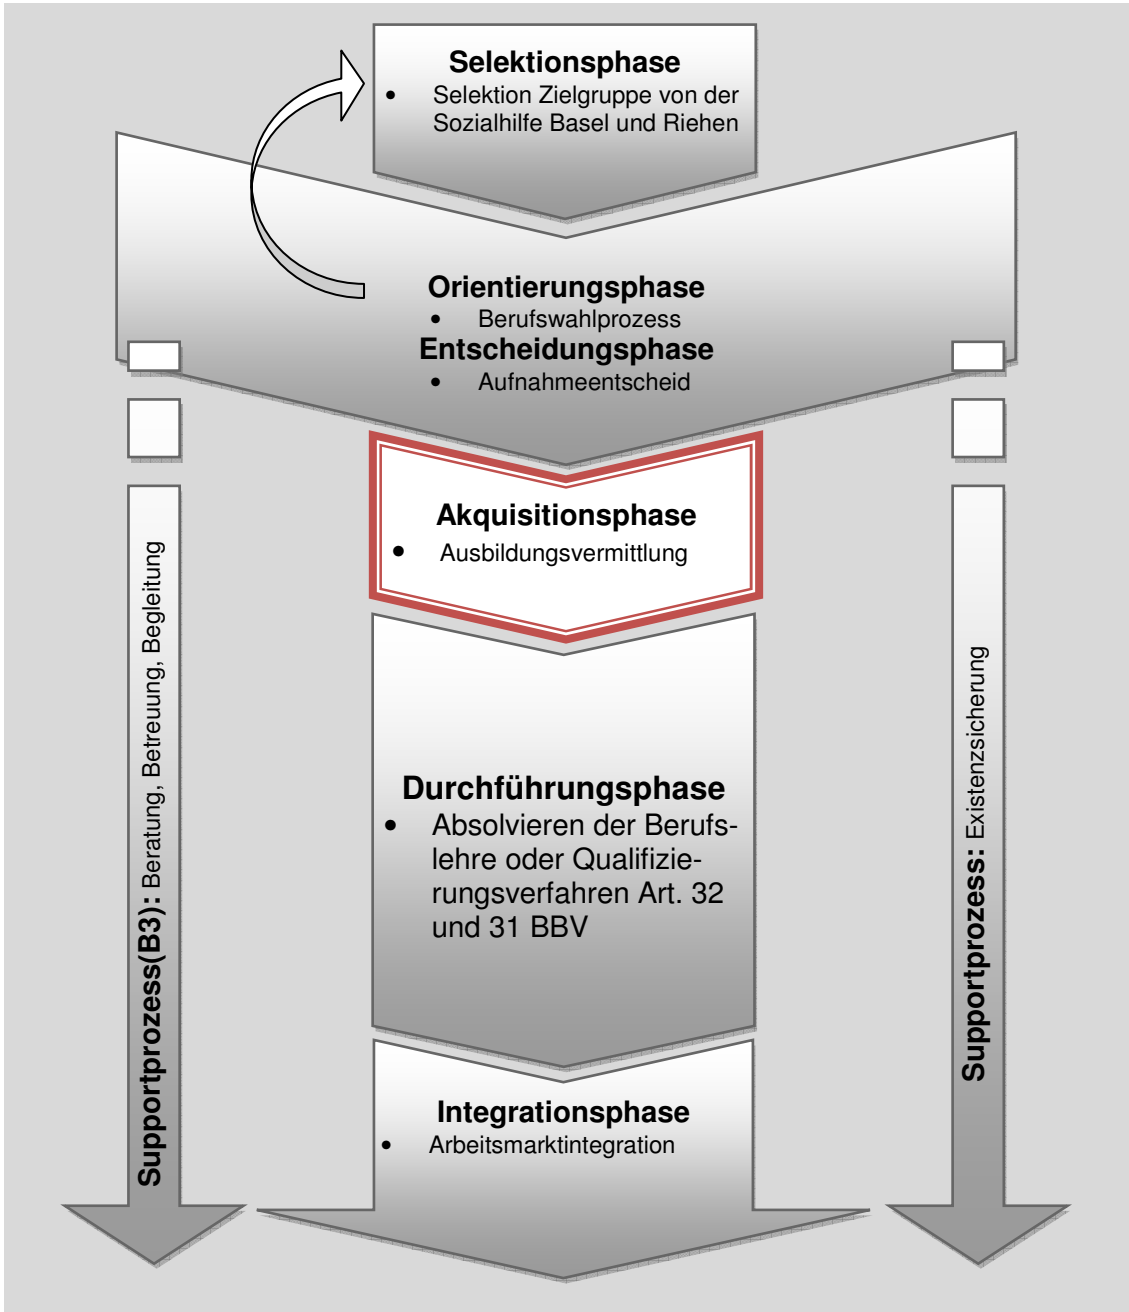 Selektionsphase
• Selektion Zielgruppe von der
Sozialhilfe Basel und Riehen
Orientierungsphase
• Berufswahlprozess
Entscheidungsphase
• Aufnahmeentscheid
Akquisitionsphase
• Ausbildungsvermittlung
Durchführungsphase
• Absolvieren der Berufs-
lehre oder Qualifizie-
rungsverfahren Art. 32
und 31 BBV
Integrationsphase
• Arbeitsmarktintegration
Supportprozess(B3): Beratung, Betreuung, Begleitung
Supportprozess: Existenzsicherung